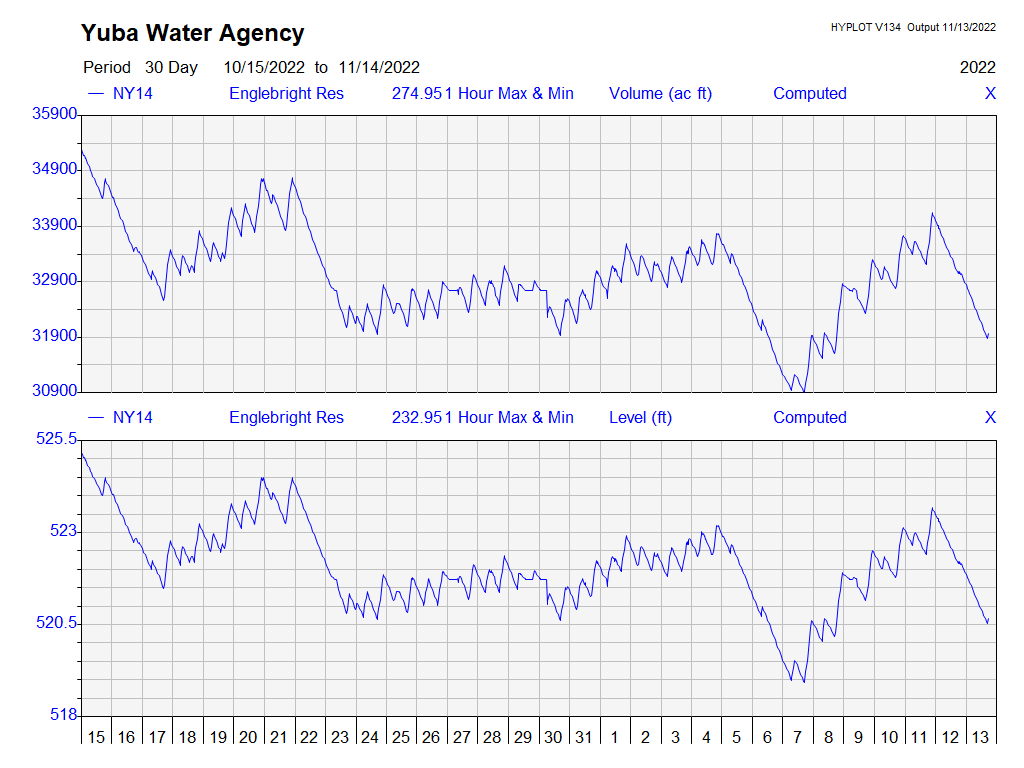 Yuba Water Agency
HYPLOT V134 Output 11/13/2022
Period 30 Day 10/15/2022 to 11/14/2022 2022
— NY14 Englebright Res 274.951 Hour Max & Min Volume (ac ft) Computed X
35900
34900
33900
32900
31900
30900
— NY14 Englebright Res 232.951 Hour Max & Min Level (ft) Computed X
525.5
523
520.5
518
15 16 17 18 19 20 21 22 23 24 25 26 27 28 29 30 31 1 2 3 4 5 6 7 8 9 10 11 12 13